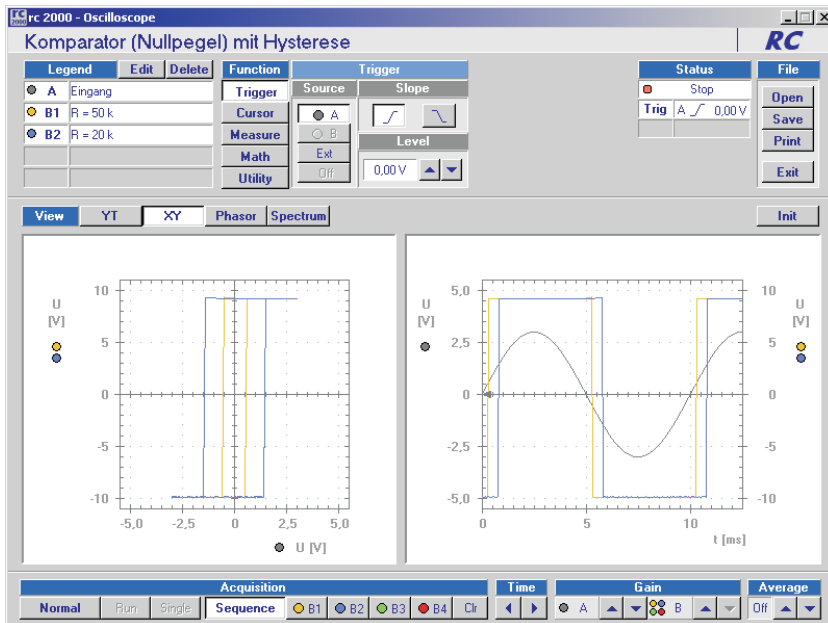 rc 2000 rc 2000 - Oscilloscope
Komparator (Nullpegel) mit Hysterese
RC
Legend Edit Delete
A Eingang
B1 R = 50 k
B2 R = 20 k
Function
Trigger
Cursor
Measure
Math
Utility
Trigger
Source Slope
A
B
Ext
Off
Level
0,00 V
Status
Stop
Trig A 0,00 V
File
Open
Save
Print
Exit
View YT XY Phasor Spectrum Init
U
[V]
10
5
0
-5
-10
-5,0 -2,5 0 2,5 5,0
U [V]
U
[V]
5,0
2,5
0
-2,5
-5,0
0 5 10
t [ms]
10
5
0
-5
-10
U
[V]
Acquisition
Normal Run Single Sequence B1 B2 B3 B4 Clr
Time
Gain
A B
Average
Off